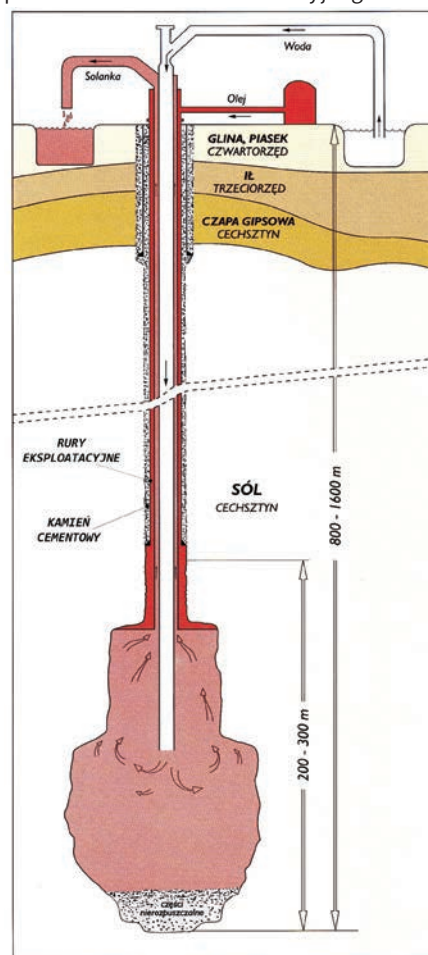 Solanka
Woda
Olej
GLINA, PIASEK
CZWARTORZĘD
IŁ
TRZECIORZĘD
CZAPA GIPSOWA
CECHSZTYN
RURY
EKSPLOATACYJNE
KAMIEŃ
CEMENTOWY
SÓL
CECHSZTYN
800 - 1600 m
200 - 300 m
części
nierozpuszczalne